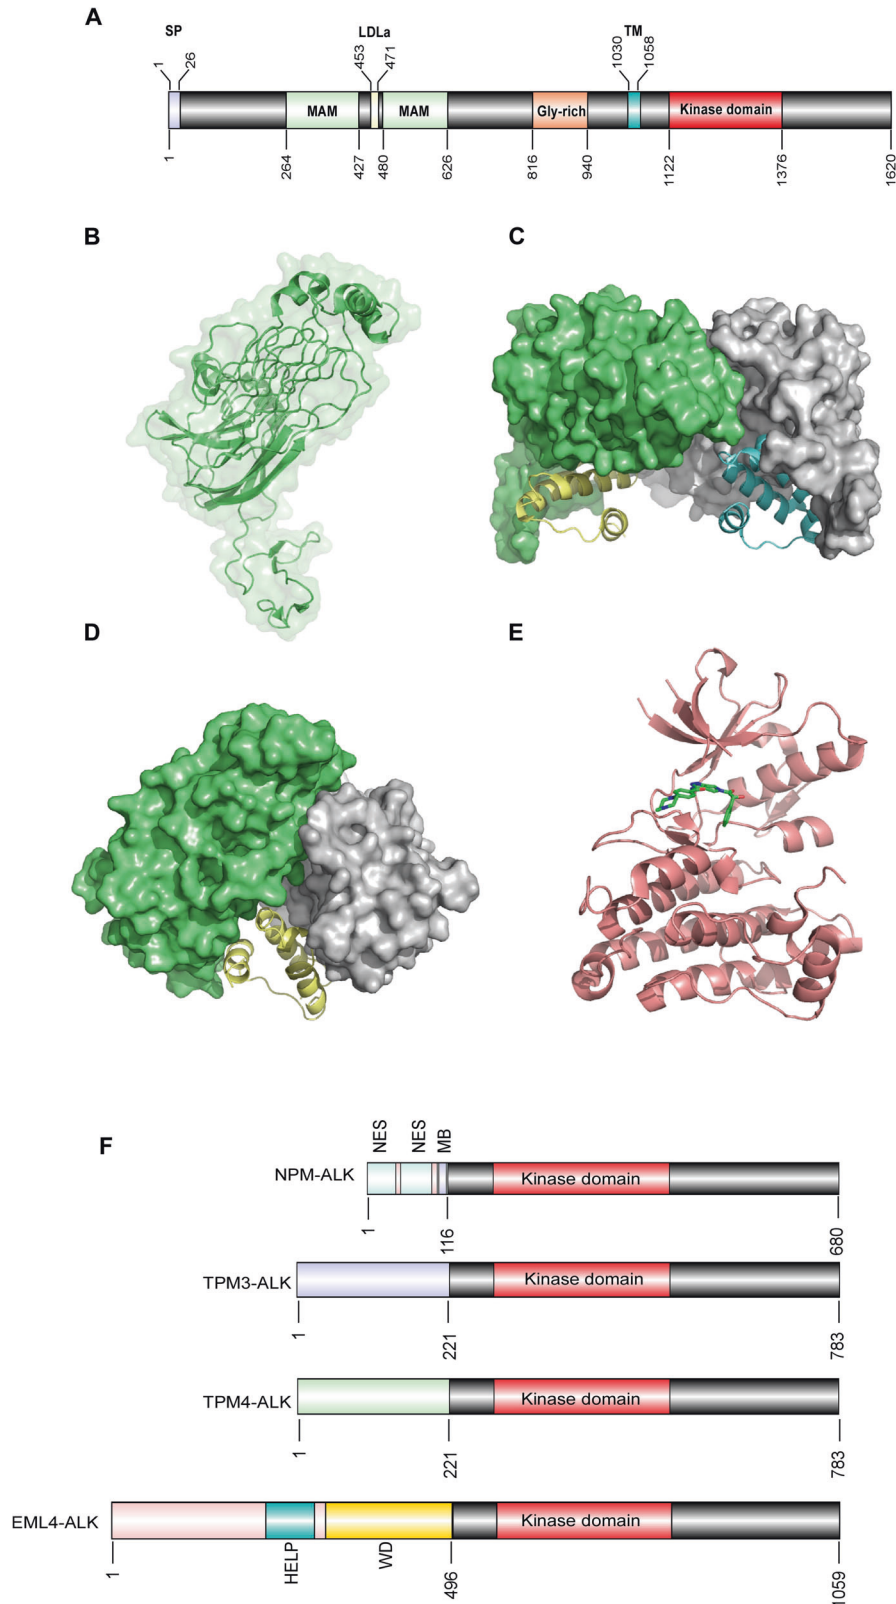 A
SP LDLa TM
1 26 453 471 1030 1058
MAM MAM Gly-rich Kinase domain
1 264 427 480 626 816 940 1122 1376 1620
B C
D E
F
NES NES MB
NPM-ALK Kinase domain
1 116 680
TPM3-ALK Kinase domain
1 221 783
TPM4-ALK Kinase domain
1 221 783
EML4-ALK Kinase domain
1 HELP WD 496 1059